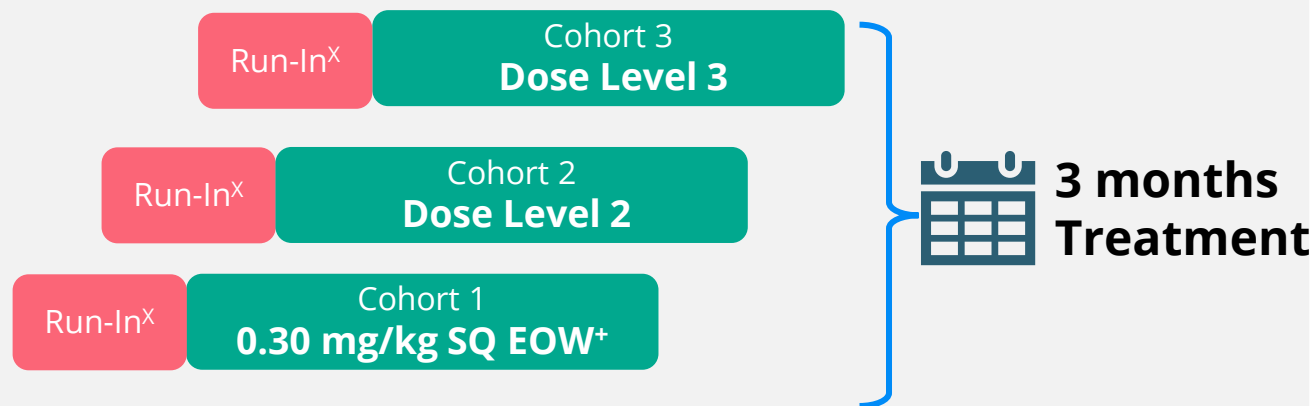 Run-Inˣ
Cohort 3
Dose Level 3
Run-Inˣ
Cohort 2
Dose Level 2
Run-Inˣ
Cohort 1
0.30 mg/kg SQ EOW⁺
3 months
Treatment